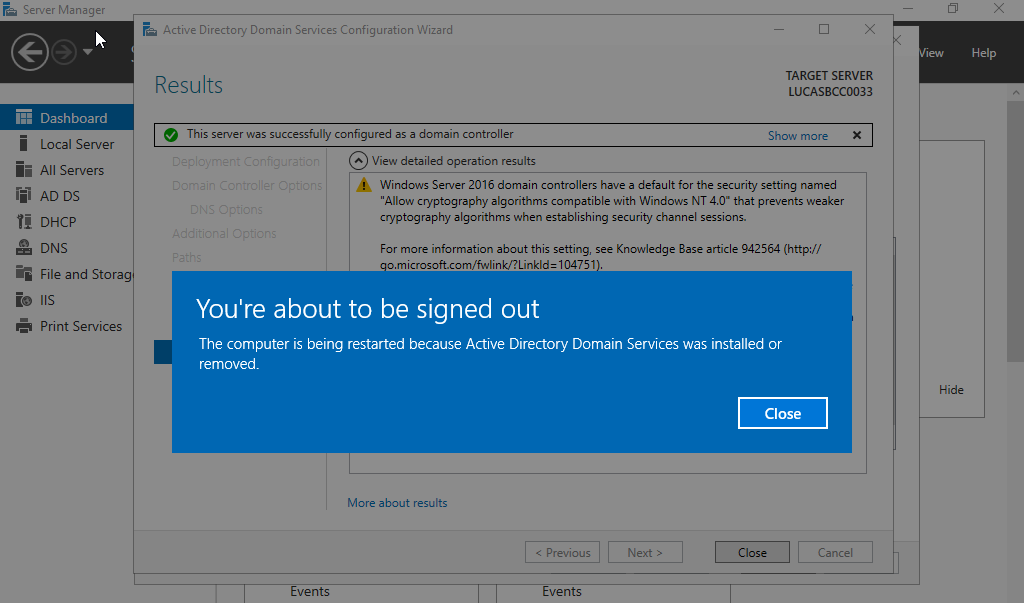 Server Manager
Active Directory Domain Services Configuration Wizard
View
Help
Results
TARGET SERVER
LUCASBCC0033
This server was successfully configured as a domain controller
Show more
Dashboard
Local Server
All Servers
AD DS
DHCP
DNS
File and Storag
IIS
Print Services
Deployment Configuration
Domain Controller Options
DNS Options
Additional Options
Paths
View detailed operation results
Windows Server 2016 domain controllers have a default for the security setting named
"Allow cryptography algorithms compatible with Windows NT 4.0" that prevents weaker
cryptography algorithms when establishing security channel sessions.
For more information about this setting, see Knowledge Base article 942564 (http://
go.microsoft.com/fwlink/?LinkId=104751).
You're about to be signed out
The computer is being restarted because Active Directory Domain Services was installed or
removed.
Close
Hide
More about results
< Previous
Next >
Close
Cancel
Events
Events